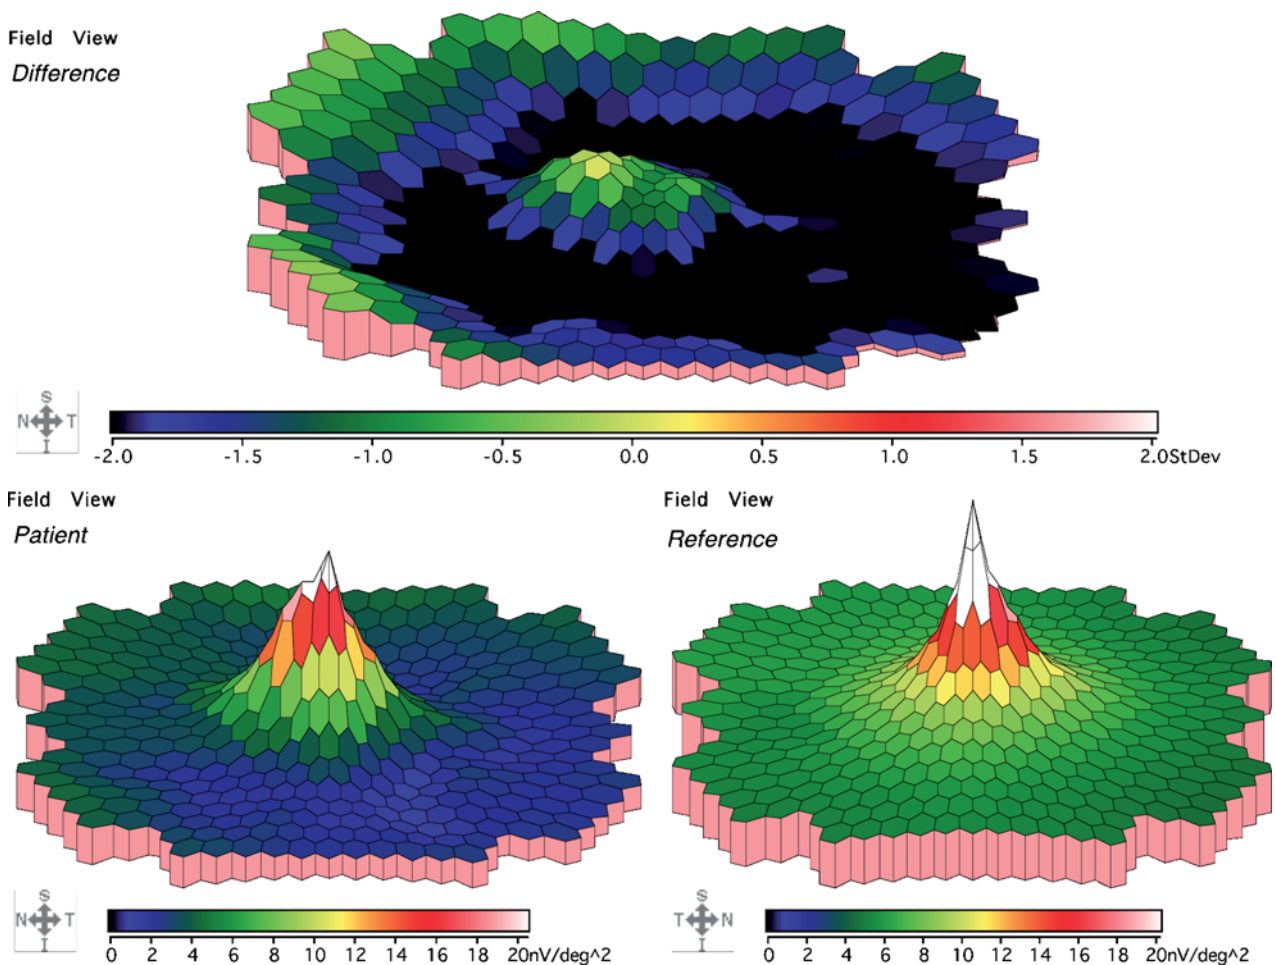 Field View
Difference
S
N T
I
-2.0 -1.5 -1.0 -0.5 0.0 0.5 1.0 1.5 2.0StDev
Field View
Patient
Field View
Reference
S
N T
I
0 2 4 6 8 10 12 14 16 18 20nV/deg^2
S
T N
I
0 2 4 6 8 10 12 14 16 18 20nV/deg^2